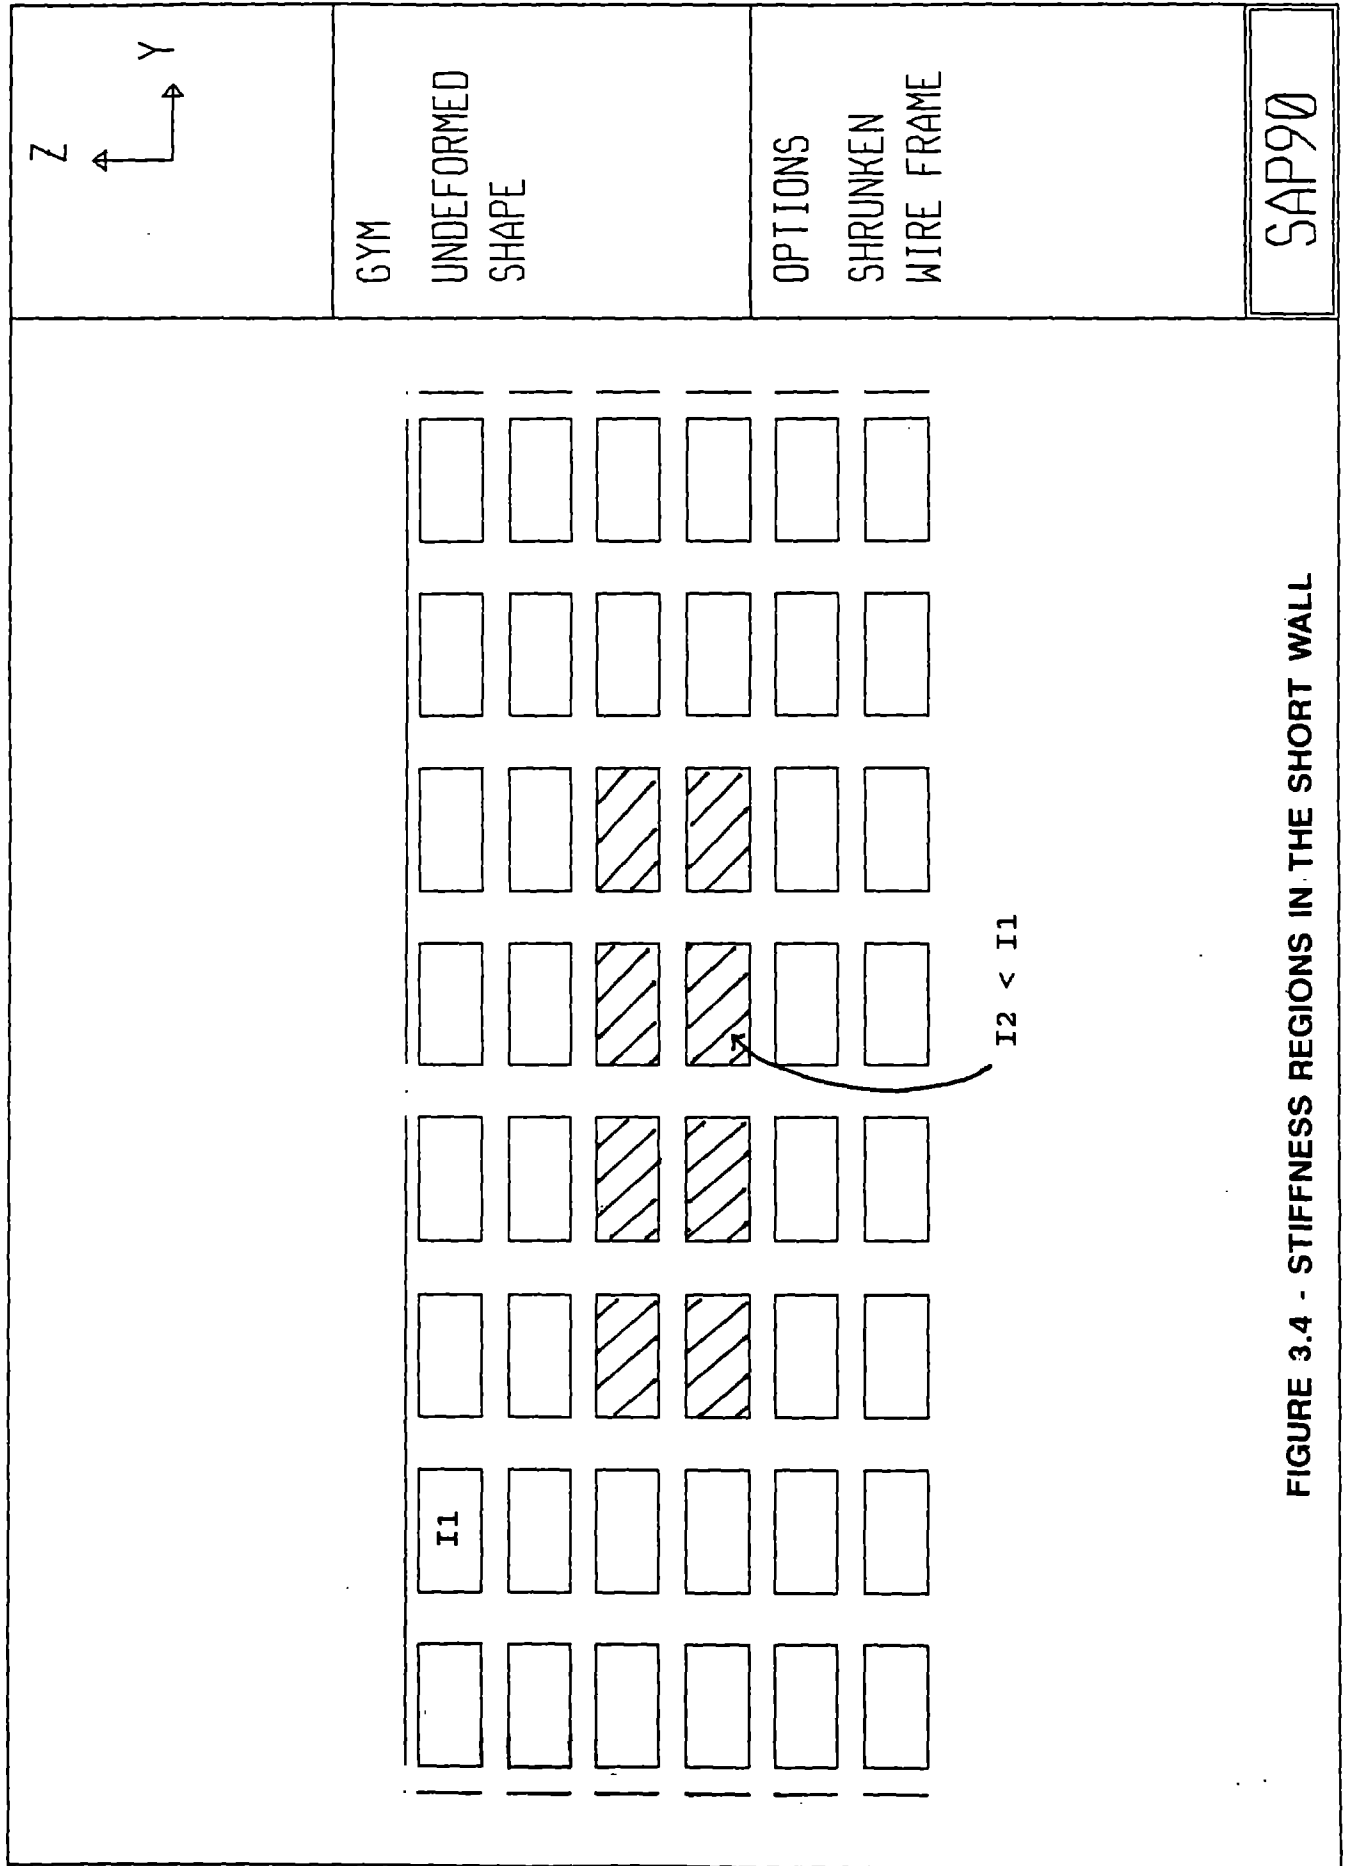 Z
Y
GYM
UNDEFORMED
SHAPE
OPTIONS
SHRUNKEN
WIRE FRAME
SAP90
I1
I2 < I1
FIGURE 3.4 - STIFFNESS REGIONS IN THE SHORT WALL